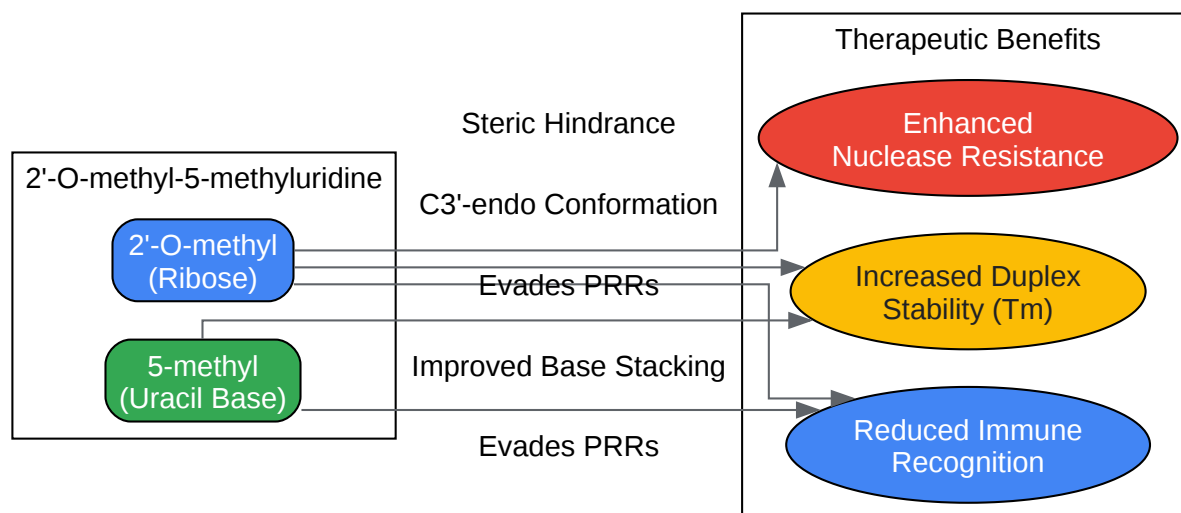 Therapeutic Benefits
Enhanced
Nuclease Resistance
Steric Hindrance
2'-O-methyl-5-methyluridine
C3'-endo Conformation
2'-O-methyl
(Ribose)
Evades PRRs
Increased Duplex
Stability (Tm)
5-methyl
(Uracil Base)
Improved Base Stacking
Evades PRRs
Reduced Immune
Recognition